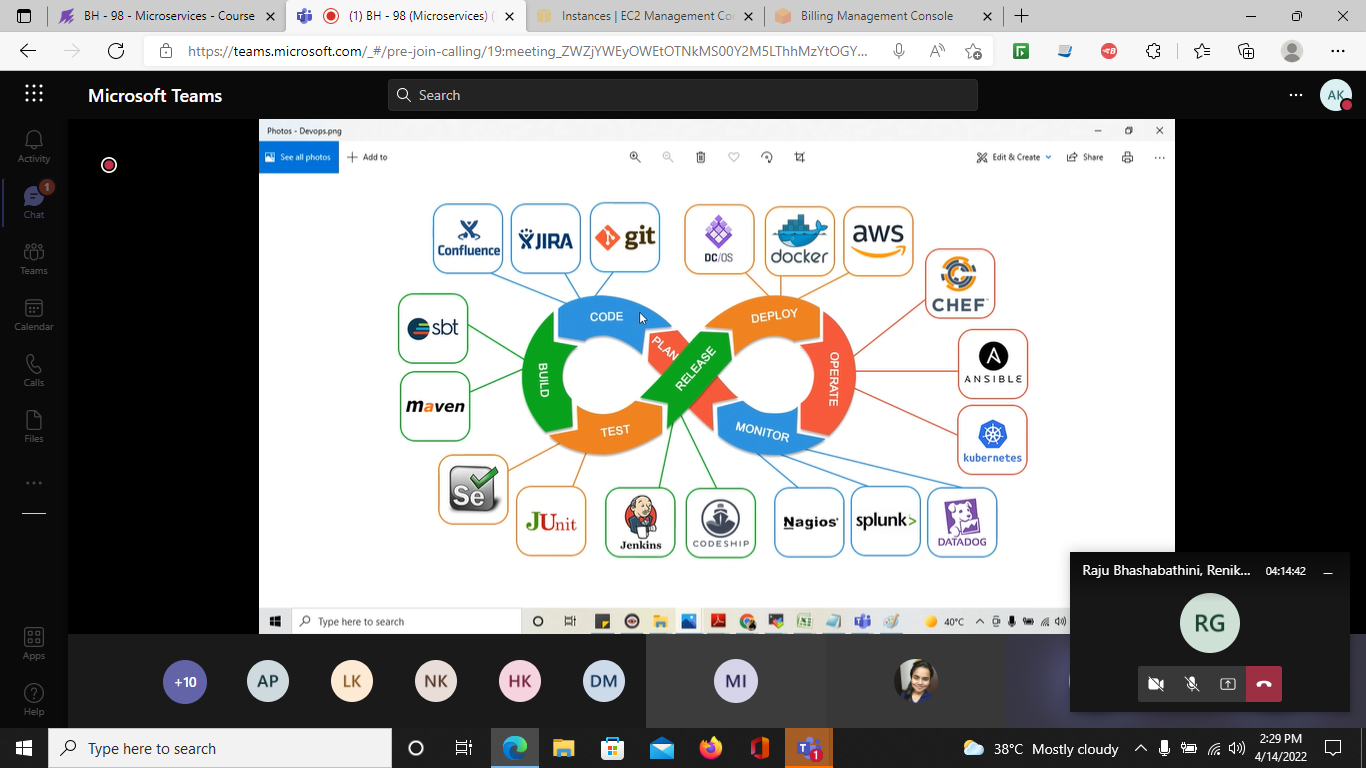 BH - 98 - Microservices - Course
(1) BH - 98 (Microservices) (
Instances | EC2 Management Co
Billing Management Console
https://teams.microsoft.com/_#/pre-join-calling/19:meeting_ZWZjYWEyOWEtOTNkMS00Y2M5LThhMzYtOGY...
Microsoft Teams
Search
AK
Activity
1
Chat
Teams
Calendar
Calls
Files
Apps
Help
Photos - Devops.png
See all photos
Add to
Edit & Create
Share
Confluence
JIRA
git
DC/OS
docker
aws
CHEF
sbt
CODE
DEPLOY
PLAN
RELEASE
BUILD
OPERATE
ANSIBLE
maven
TEST
MONITOR
kubernetes
Se
JUnit
Jenkins
CODESHIP
Nagios
splunk>
DATADOG
Type here to search
40°C
Raju Bhashabathini, Renik...
04:14:42
RG
+10
AP
LK
NK
HK
DM
MI
Type here to search
1
38°C Mostly cloudy
2:29 PM
4/14/2022